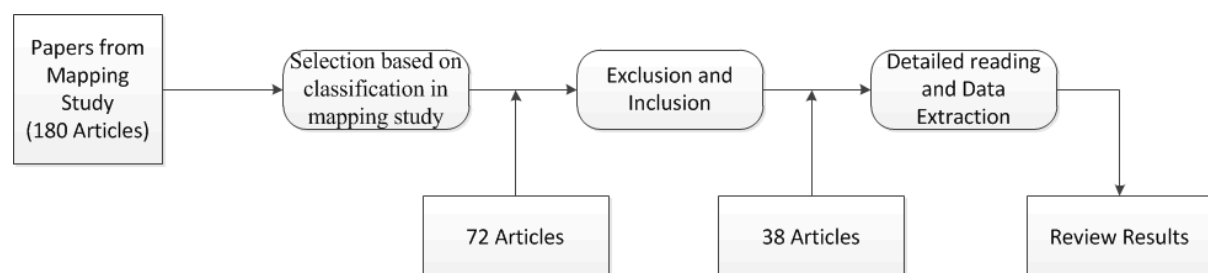 Papers from
Mapping
Study
(180 Articles)
Selection based on
classification in
mapping study
Exclusion and
Inclusion
Detailed reading
and Data
Extraction
72 Articles
38 Articles
Review Results